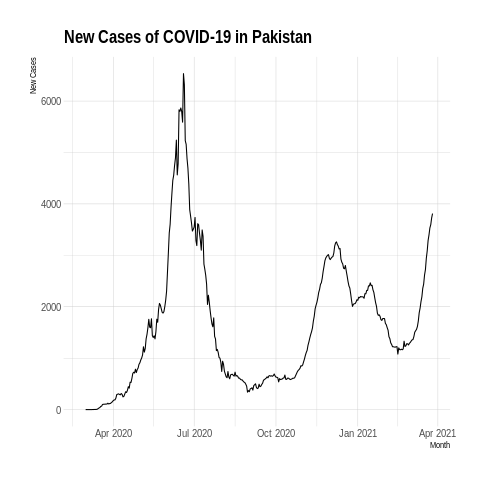 New Cases of COVID-19 in Pakistan
New Cases
6000
4000
2000
0
Apr 2020 Jul 2020 Oct 2020 Jan 2021 Apr 2021
Month